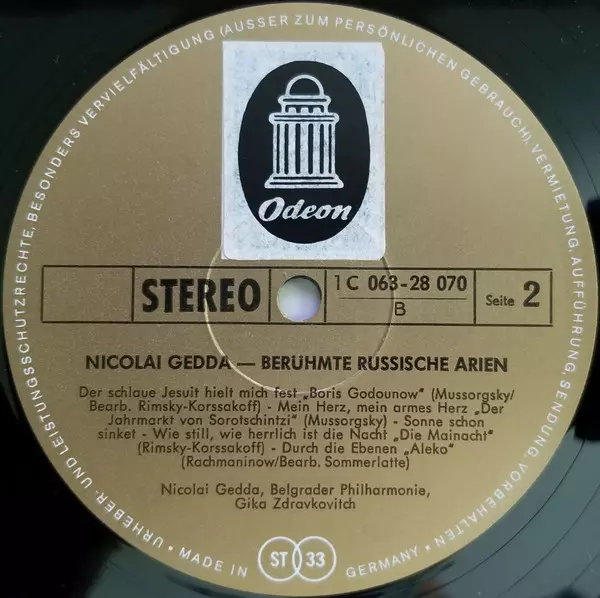 URHEBER- UND LEISTUNGSSCHUTZRECHTE, BESONDERS VERVIELFÄLTIGUNG (AUSSER ZUM PERSÖNLICHEN GEBRAUCH), VERMIETUNG, AUFFÜHRUNG, SENDUNG, VORBEHALTEN
Odeon
STEREO
1 C 063-28 070
B
Seite 2
NICOLAI GEDDA — BERÜHMTE RUSSISCHE ARIEN
Der schlaue Jesuit hielt mich fest „Boris Godounow" (Mussorgsky/
Bearb. Rimsky-Korssakoff) - Mein Herz, mein armes Herz „Der
Jahrmarkt von Sorotschintzi" (Mussorgsky) - Sonne schon
sinket - Wie still, wie herrlich ist die Nacht „Die Mainacht"
(Rimsky-Korssakoff) - Durch die Ebenen „Aleko"
(Rachmaninow/Bearb. Sommerlatte)
Nicolai Gedda, Belgrader Philharmonie,
Gika Zdravkovitch
• MADE IN GERMANY •
ST 33